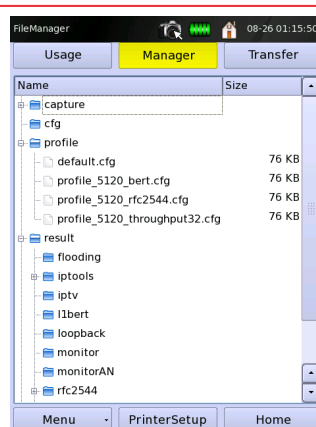 FileManager 08-26 01:15:50
Usage Manager Transfer
Name Size
capture
cfg
profile
default.cfg 76 KB
profile_5120_bert.cfg 76 KB
profile_5120_rfc2544.cfg 76 KB
profile_5120_throughput32.cfg 76 KB
result
flooding
iptools
iptv
l1bert
loopback
monitor
monitorAN
rfc2544
Menu PrinterSetup Home